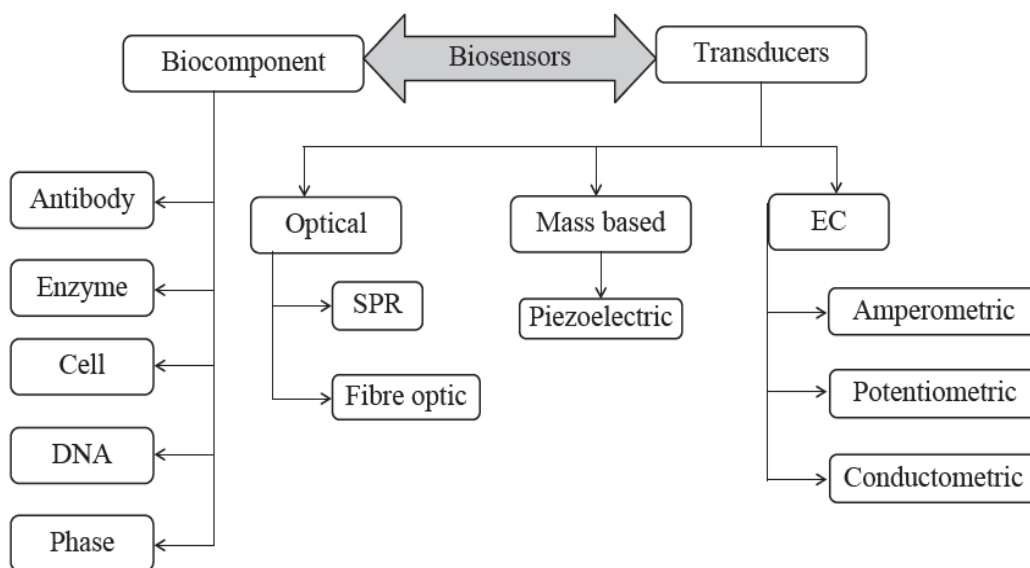 Biocomponent
Biosensors
Transducers
Antibody
Enzyme
Cell
DNA
Phase
Optical
SPR
Fibre optic
Mass based
Piezoelectric
EC
Amperometric
Potentiometric
Conductometric